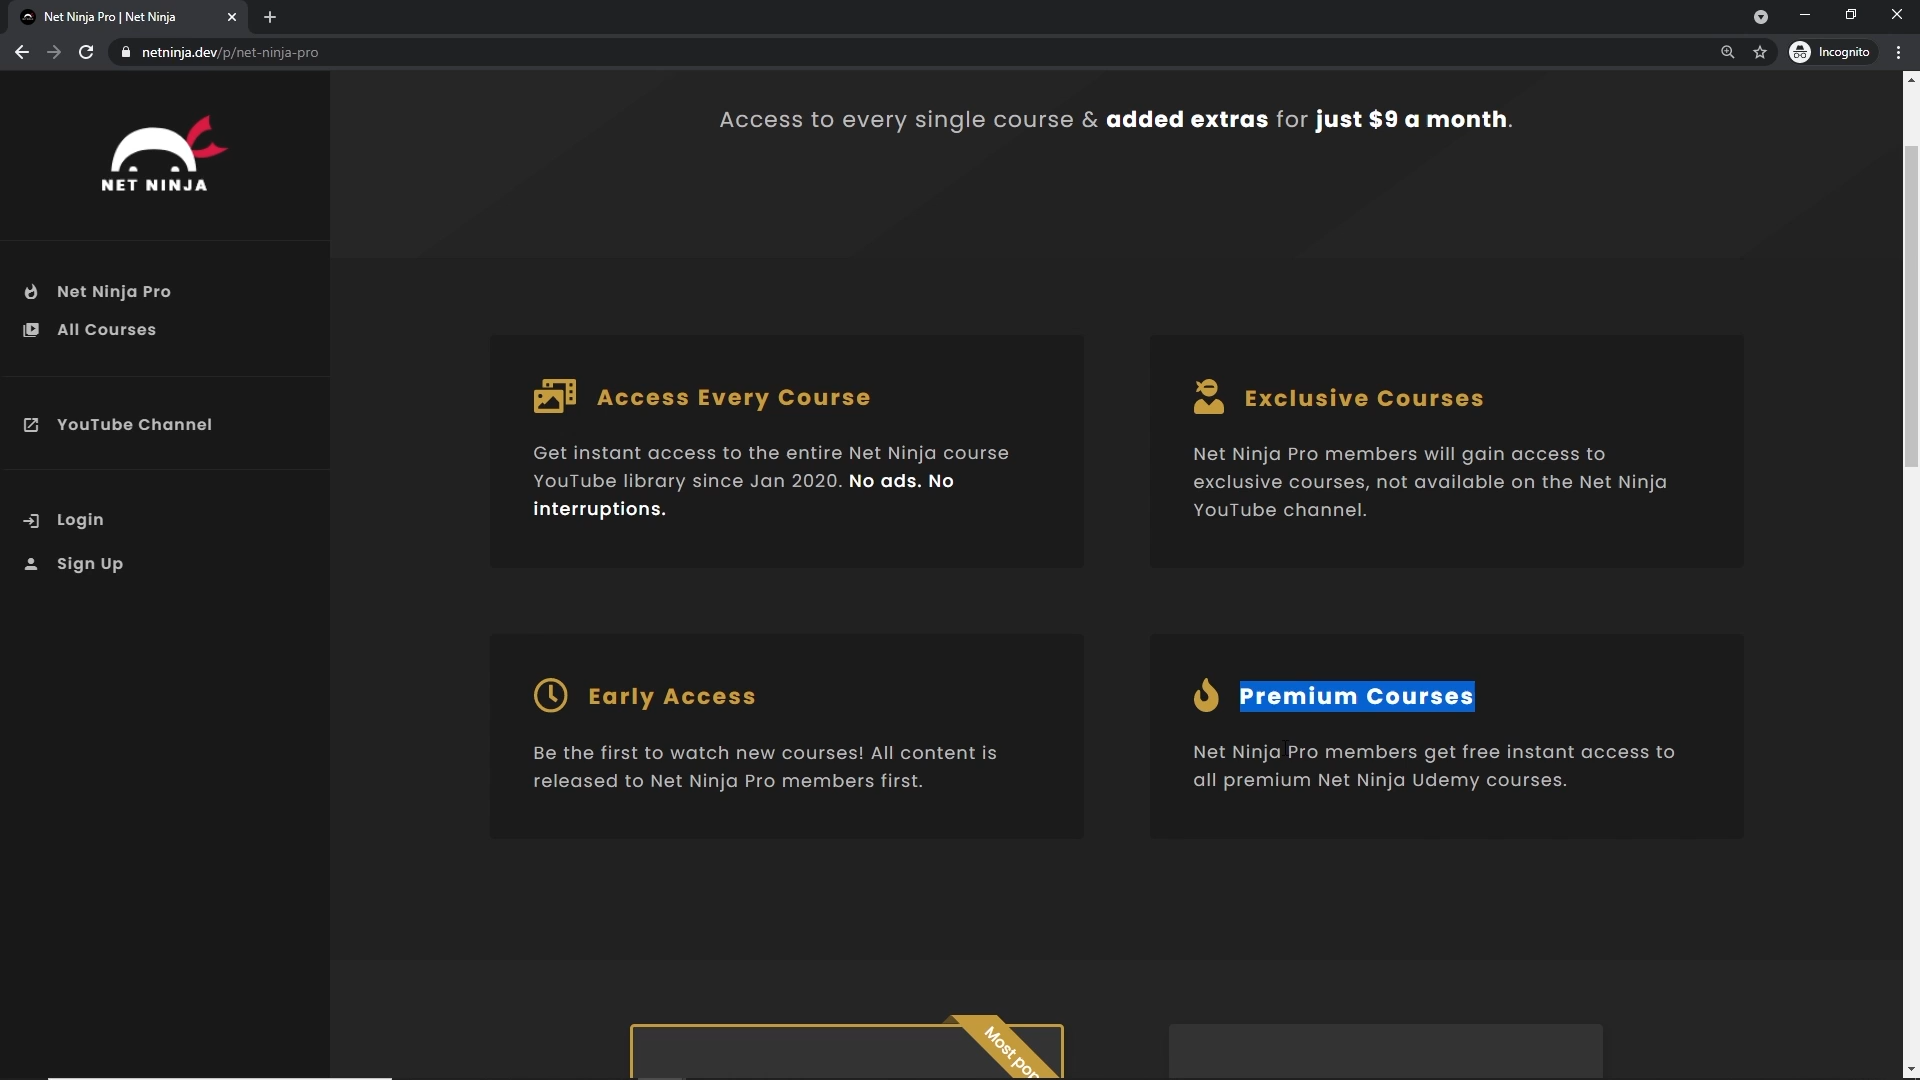 Net Ninja Pro | Net Ninja
netninja.dev/p/net-ninja-pro
Incognito
NET NINJA
Net Ninja Pro
All Courses
YouTube Channel
Login
Sign Up
Access to every single course & added extras for just $9 a month.
Access Every Course
Get instant access to the entire Net Ninja course
YouTube library since Jan 2020. No ads. No
interruptions.
Exclusive Courses
Net Ninja Pro members will gain access to
exclusive courses, not available on the Net Ninja
YouTube channel.
Early Access
Be the first to watch new courses! All content is
released to Net Ninja Pro members first.
Premium Courses
Net Ninja Pro members get free instant access to
all premium Net Ninja Udemy courses.
Most